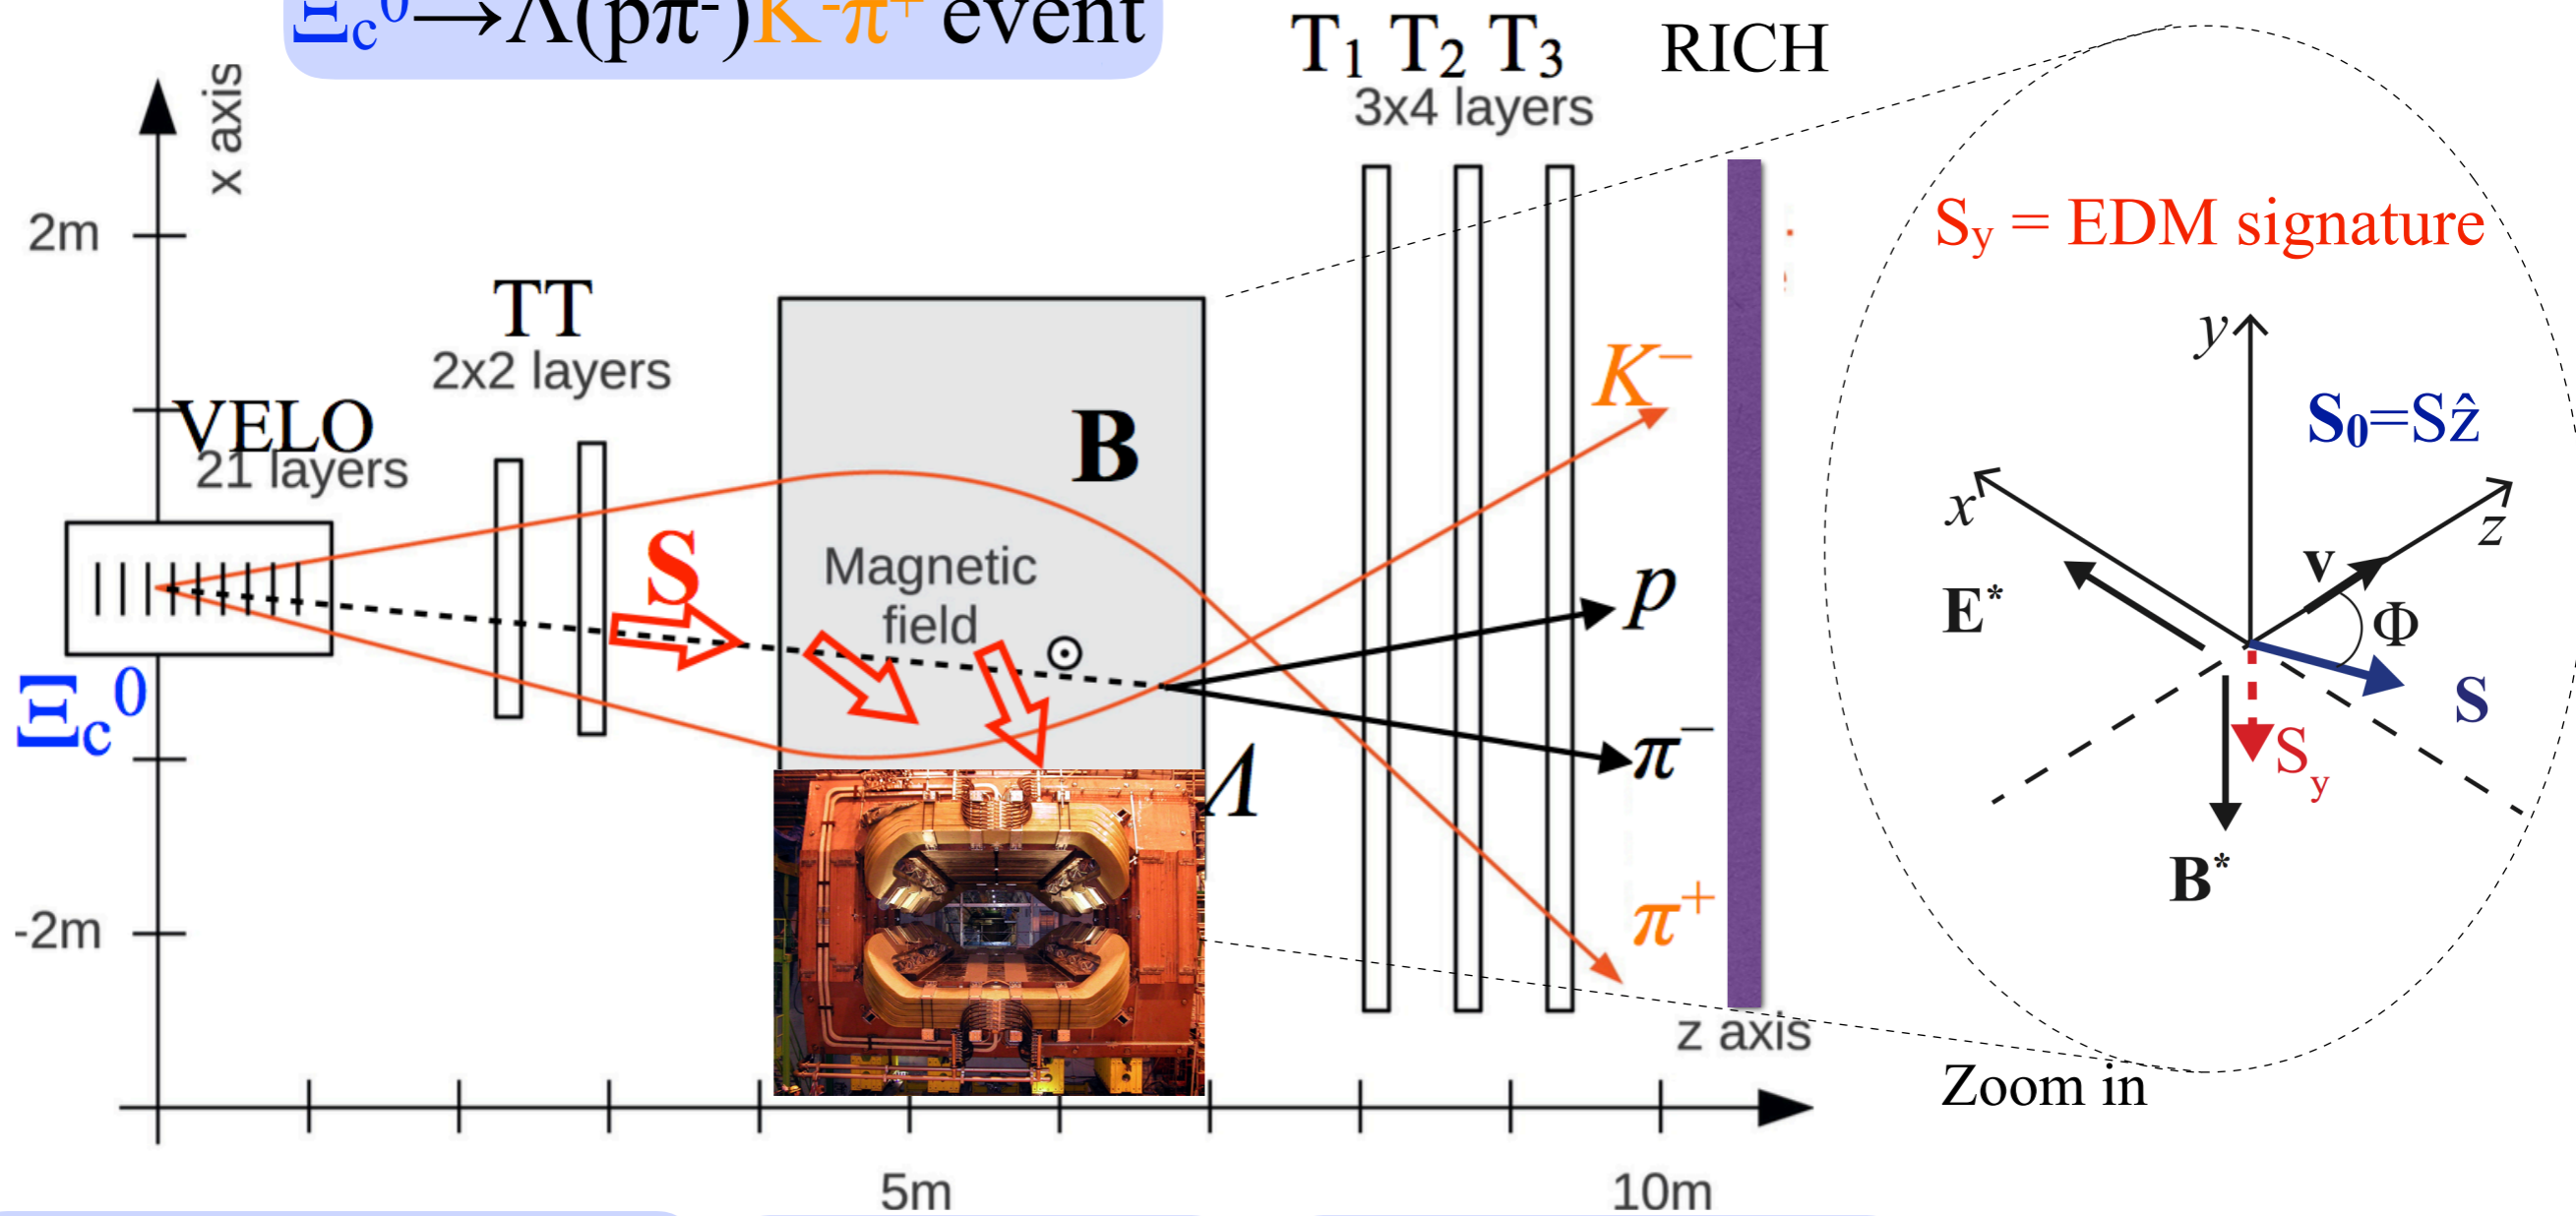 Ξc⁰→Λ(pπ⁻)K⁻π⁺ event
T₁ T₂ T₃
3x4 layers
RICH
x axis
2m
TT
2x2 layers
VELO
21 layers
B
Magnetic
field
S
Ξc⁰
Λ
-2m
K⁻
p
π⁻
π⁺
z axis
5m
10m
Sy = EDM signature
y
S₀=Sẑ
x
z
v
E*
Φ
S
Sy
B*
Zoom in